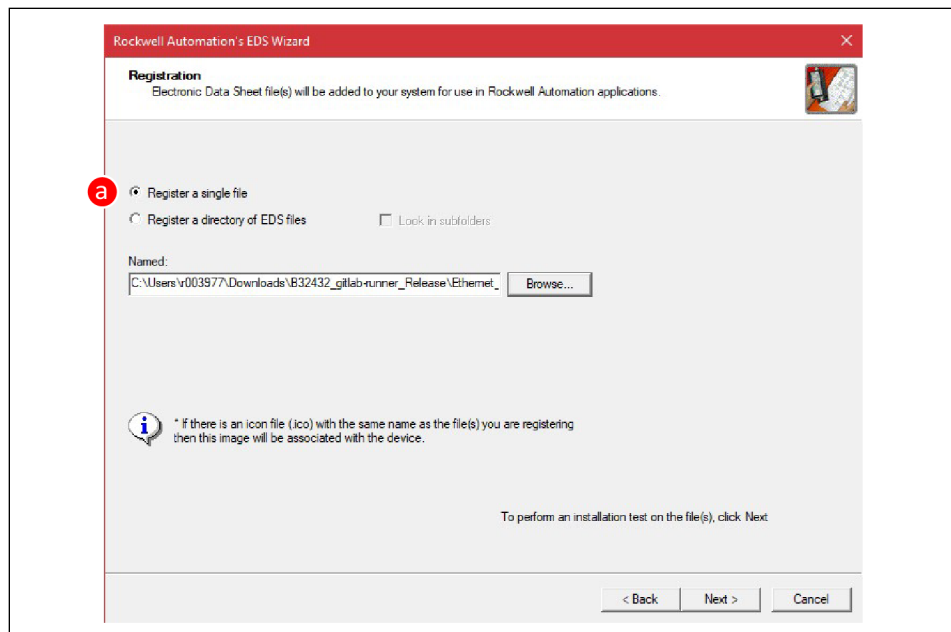 Rockwell Automation's EDS Wizard
Registration
Electronic Data Sheet file(s) will be added to your system for use in Rockwell Automation applications.
a
Register a single file
Register a directory of EDS files
Look in subfolders
Named:
C:\Users\r003977\Downloads\B32432_gitlab-runner_Release\Ethernet_
Browse...
* If there is an icon file (.ico) with the same name as the file(s) you are registering
then this image will be associated with the device.
To perform an installation test on the file(s), click Next
< Back
Next >
Cancel